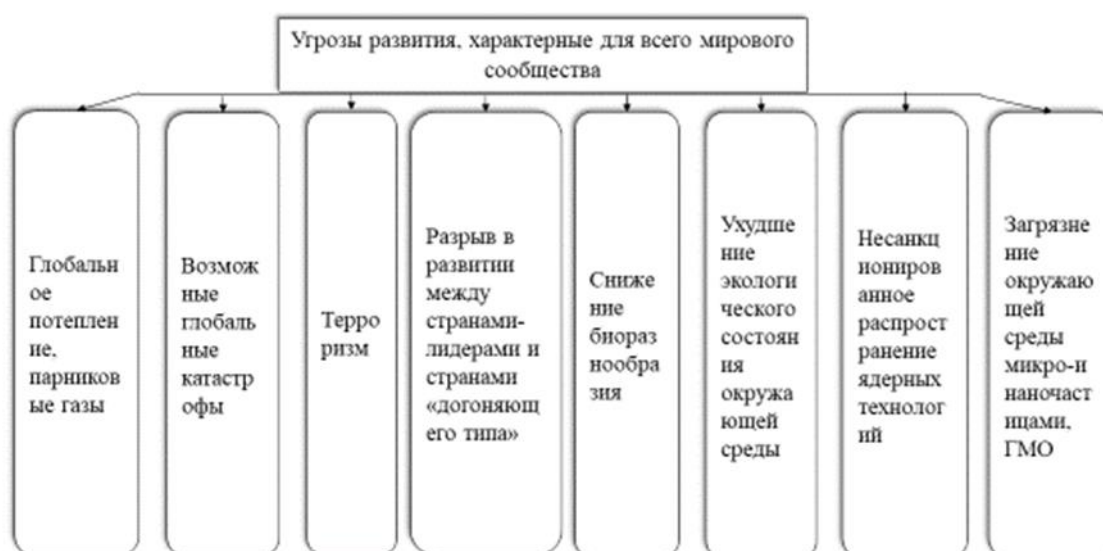 Угрозы развития, характерные для всего мирового
сообщества
Глобальн
ое
потеплен
ие,
парников
ые газы
Возмож
ные
глобаль
ные
катастр
офы
Терро
ризм
Разрыв в
развитии
между
странами-
лидерами и
странами
«догоняющ
его типа»
Сниже
ние
биораз
нообра
зия
Ухудше
ние
экологи
ческого
состоян
ия
окружа
ющей
среды
Несанкц
иониров
анное
распрост
ранение
ядерных
технолог
ий
Загрязне
ние
окружаю
щей
среды
микро-и
наночаст
ицами,
ГМО